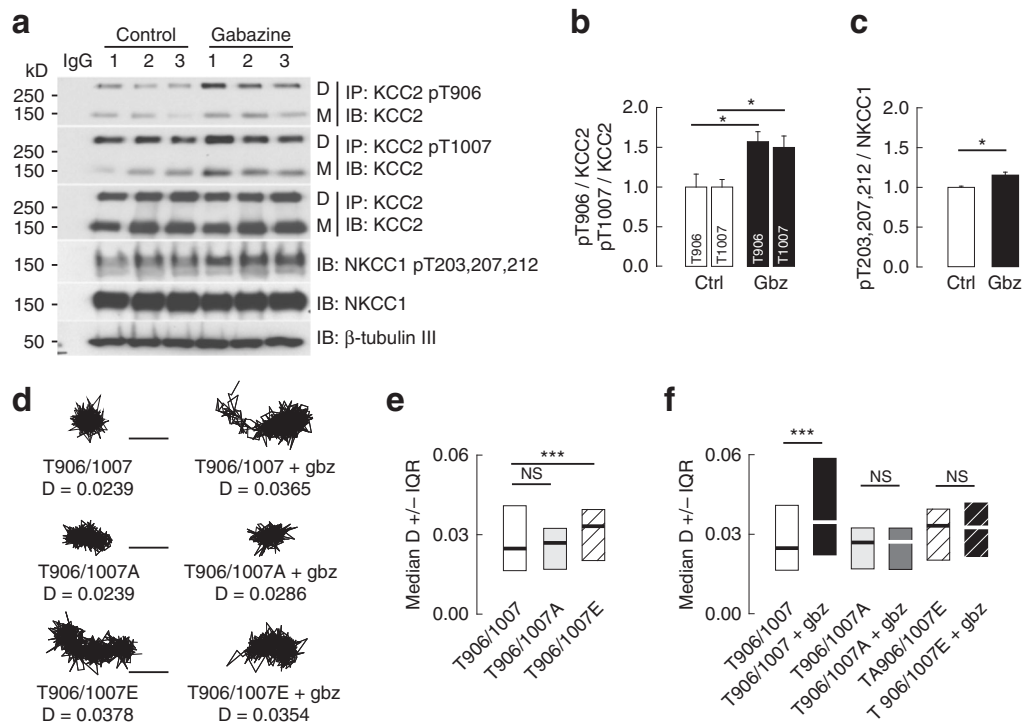 a
Control Gabazine
IgG 1 2 3 1 2 3
kD
250
150
D
M
IP: KCC2 pT906
IB: KCC2
250
150
D
M
IP: KCC2 pT1007
IB: KCC2
250
150
D
M
IP: KCC2
IB: KCC2
150
IB: NKCC1 pT203,207,212
150
IB: NKCC1
50
IB: β-tubulin III
b
pT906 / KCC2
pT1007 / KCC2
2.0
1.5
1.0
0.5
0.0
*
*
T906
T1007
T906
T1007
Ctrl Gbz
c
pT203,207,212 / NKCC1
2.0
1.5
1.0
0.5
0.0
*
Ctrl Gbz
d
T906/1007
D = 0.0239
T906/1007 + gbz
D = 0.0365
T906/1007A
D = 0.0239
T906/1007A + gbz
D = 0.0286
T906/1007E
D = 0.0378
T906/1007E + gbz
D = 0.0354
e
Median D +/− IQR
0.06
0.03
0.00
***
NS
T906/1007
T906/1007A
T906/1007E
f
Median D +/− IQR
0.06
0.03
0.00
***
NS
NS
T906/1007
T906/1007 + gbz
T906/1007A
T906/1007A + gbz
TA906/1007E
T 906/1007E + gbz